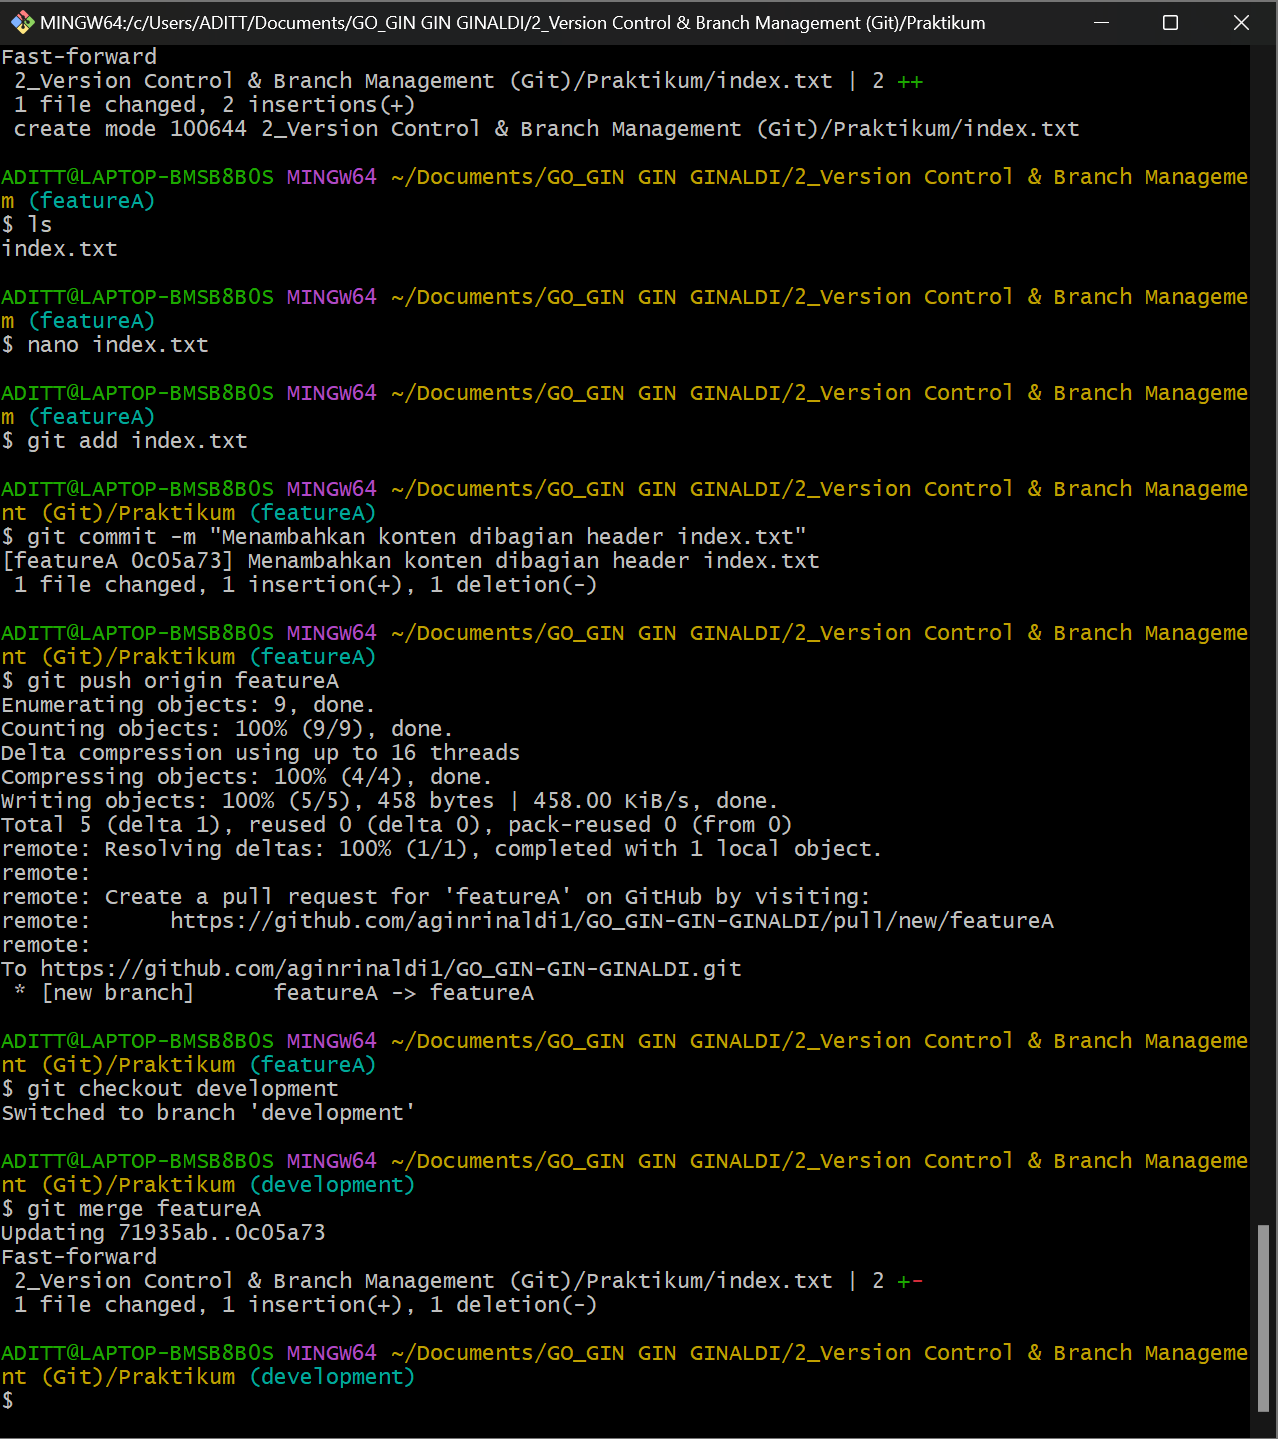 MINGW64:/c/Users/ADITT/Documents/GO_GIN GIN GINALDI/2_Version Control & Branch Management (Git)/Praktikum
Fast-forward
 2_Version Control & Branch Management (Git)/Praktikum/index.txt | 2 ++
 1 file changed, 2 insertions(+)
 create mode 100644 2_Version Control & Branch Management (Git)/Praktikum/index.txt

ADITT@LAPTOP-BMSB8B0S MINGW64 ~/Documents/GO_GIN GIN GINALDI/2_Version Control & Branch Manageme
m (featureA)
$ ls
index.txt

ADITT@LAPTOP-BMSB8B0S MINGW64 ~/Documents/GO_GIN GIN GINALDI/2_Version Control & Branch Manageme
m (featureA)
$ nano index.txt

ADITT@LAPTOP-BMSB8B0S MINGW64 ~/Documents/GO_GIN GIN GINALDI/2_Version Control & Branch Manageme
m (featureA)
$ git add index.txt

ADITT@LAPTOP-BMSB8B0S MINGW64 ~/Documents/GO_GIN GIN GINALDI/2_Version Control & Branch Manageme
nt (Git)/Praktikum (featureA)
$ git commit -m "Menambahkan konten dibagian header index.txt"
[featureA 0c05a73] Menambahkan konten dibagian header index.txt
 1 file changed, 1 insertion(+), 1 deletion(-)

ADITT@LAPTOP-BMSB8B0S MINGW64 ~/Documents/GO_GIN GIN GINALDI/2_Version Control & Branch Manageme
nt (Git)/Praktikum (featureA)
$ git push origin featureA
Enumerating objects: 9, done.
Counting objects: 100% (9/9), done.
Delta compression using up to 16 threads
Compressing objects: 100% (4/4), done.
Writing objects: 100% (5/5), 458 bytes | 458.00 KiB/s, done.
Total 5 (delta 1), reused 0 (delta 0), pack-reused 0 (from 0)
remote: Resolving deltas: 100% (1/1), completed with 1 local object.
remote:
remote: Create a pull request for 'featureA' on GitHub by visiting:
remote:      https://github.com/aginrinaldi1/GO_GIN-GIN-GINALDI/pull/new/featureA
remote:
To https://github.com/aginrinaldi1/GO_GIN-GIN-GINALDI.git
 * [new branch]      featureA -> featureA

ADITT@LAPTOP-BMSB8B0S MINGW64 ~/Documents/GO_GIN GIN GINALDI/2_Version Control & Branch Manageme
nt (Git)/Praktikum (featureA)
$ git checkout development
Switched to branch 'development'

ADITT@LAPTOP-BMSB8B0S MINGW64 ~/Documents/GO_GIN GIN GINALDI/2_Version Control & Branch Manageme
nt (Git)/Praktikum (development)
$ git merge featureA
Updating 71935ab..0c05a73
Fast-forward
 2_Version Control & Branch Management (Git)/Praktikum/index.txt | 2 +-
 1 file changed, 1 insertion(+), 1 deletion(-)

ADITT@LAPTOP-BMSB8B0S MINGW64 ~/Documents/GO_GIN GIN GINALDI/2_Version Control & Branch Manageme
nt (Git)/Praktikum (development)
$